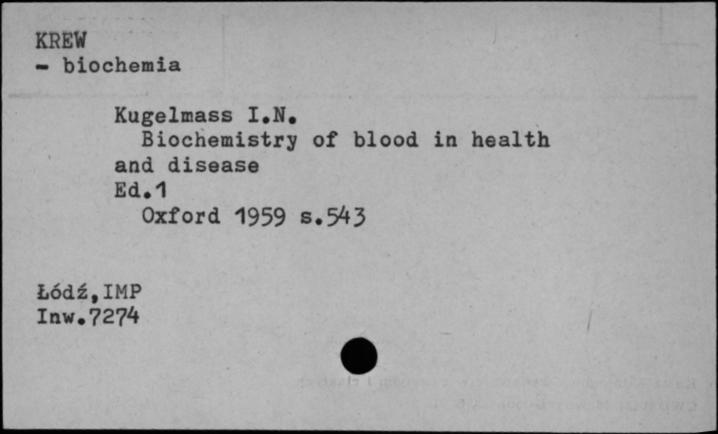 KREW
- biochemia
Kugelmass I.N.
Biochemistry of blood in health
and disease
Ed.1
Oxford 1959 s.543
Łódź,IMP
Inw.7274